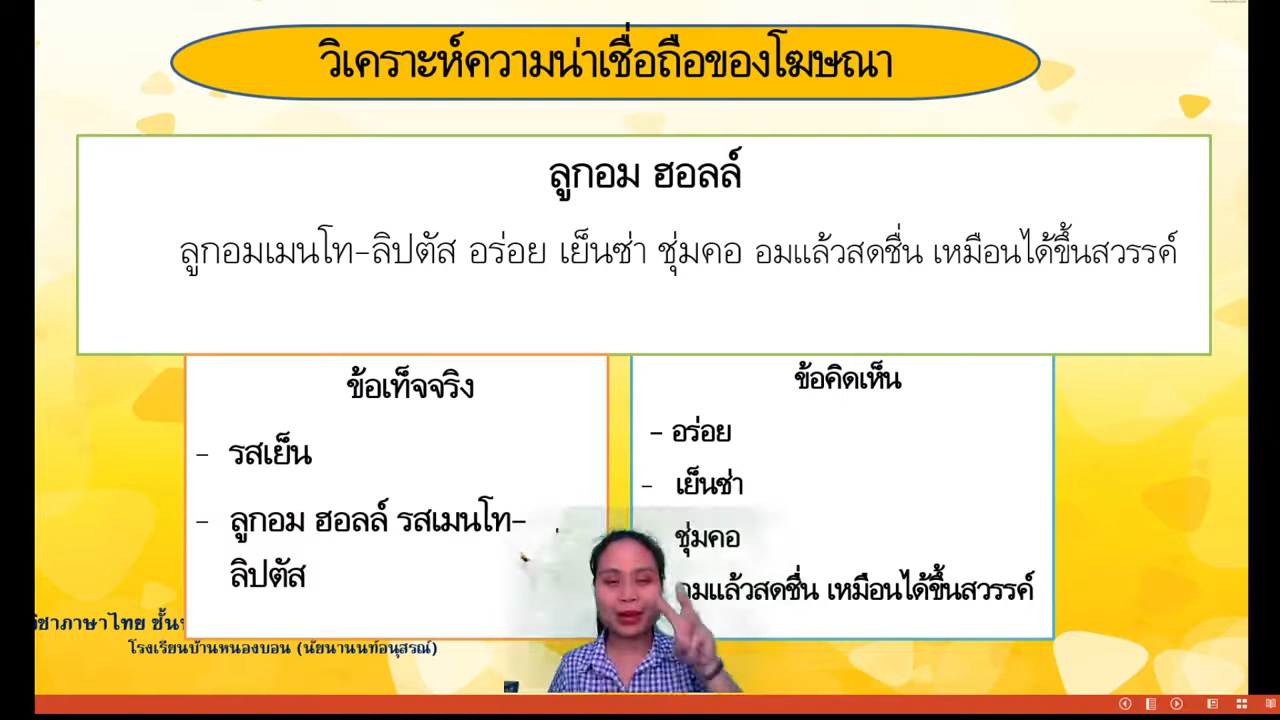 วิเคราะห์ความน่าเชื่อถือของโฆษณา
ลูกอม ฮอลล์
ลูกอมเมนโท-ลิปตัส อร่อย เย็นซ่า ชุ่มคอ อมแล้วสดชื่น เหมือนได้ขึ้นสวรรค์
ข้อเท็จจริง
- รสเย็น
- ลูกอม ฮอลล์ รสเมนโท-
ลิปตัส
ข้อคิดเห็น
- อร่อย
- เย็นซ่า
ชุ่มคอ
อมแล้วสดชื่น เหมือนได้ขึ้นสวรรค์
วิชาภาษาไทย
โรงเรียนบ้านหนองบอน (นัยนานนท์อนุสรณ์)